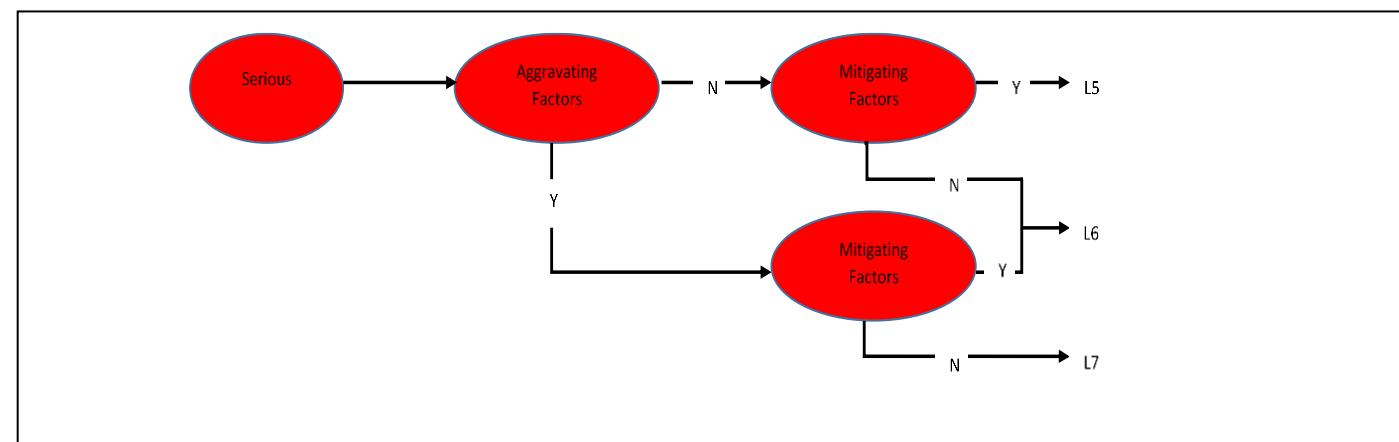 Serious
Aggravating
Factors
N
Mitigating
Factors
Y
L5
Y
N
L6
Mitigating
Factors
Y
N
L7